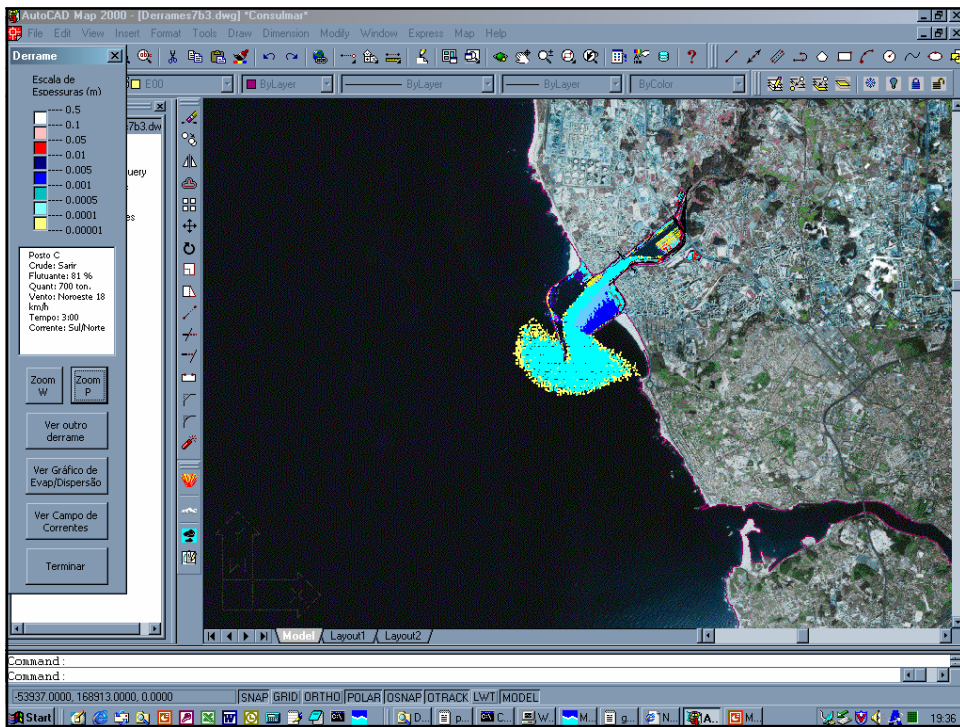 AutoCAD Map 2000 - [Derrames7b3.dwg] "Consulmar"
File Edit View Insert Format Tools Draw Dimension Modify Window Express Map Help
Derrame
E00
ByLayer
ByLayer
ByLayer
ByColor
Escala de
Espessuras (m)
---- 0.5
---- 0.1
---- 0.05
---- 0.01
---- 0.005
---- 0.001
---- 0.0005
---- 0.0001
---- 0.00001
7b3.dw
uery
es
Posto C
Crude: Sarir
Flutuante: 81 %
Quant: 700 ton.
Vento: Noroeste 18
km/h
Tempo: 3:00
Corrente: Sul/Norte
Zoom
W
Zoom
P
Ver outro
derrame
Ver Gráfico de
Evap/Dispersão
Ver Campo de
Correntes
Terminar
Model
Layout1
Layout2
Command:
Command:
-53937.0000, 168913.0000, 0.0000
SNAP GRID ORTHO POLAR OSNAP OTRACK LWT MODEL
Start
D...
p...
C...
W...
M...
g...
N...
A..
M...
19:36